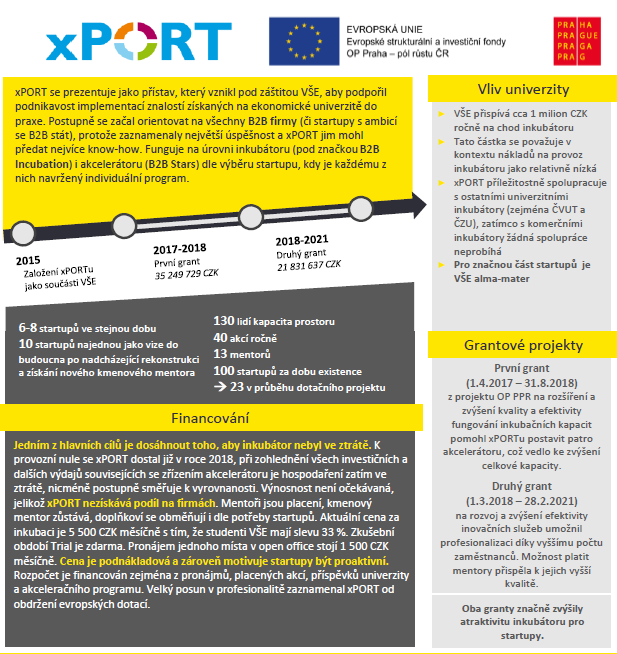 xPORT
EVROPSKÁ UNIE
Evropské strukturální a investiční fondy
OP Praha – pól růstu ČR
PRA HA
PRA GUE
PRA GA
PRA G
xPORT se prezentuje jako přístav, který vznikl pod záštitou VŠE, aby podpořil
podnikavost implementací znalostí získaných na ekonomické univerzitě do
praxe. Postupně se začal orientovat na všechny B2B firmy (či startupy s ambicí
se B2B stát), protože zaznamenaly největší úspěšnost a xPORT jim mohl
předat nejvíce know-how. Funguje na úrovni inkubátoru (pod značkou B2B
Incubation) i akcelerátoru (B2B Stars) dle výběru startupu, kdy je každému z
nich navržený individuální program.
2015
Založení xPORTu
jako součásti VŠE
2017-2018
První grant
35 249 729 CZK
2018-2021
Druhý grant
21 831 637 CZK
6-8 startupů ve stejnou dobu
10 startupů najednou jako vize do
budoucna po nadcházející rekonstrukci
a získání nového kmenového mentora
130 lidí kapacita prostoru
40 akcí ročně
13 mentorů
100 startupů za dobu existence
→ 23 v průběhu dotačního projektu
Financování
Jedním z hlavních cílů je dosáhnout toho, aby inkubátor nebyl ve ztrátě. K
provozní nule se xPORT dostal již v roce 2018, při zohlednění všech investičních a
dalších výdajů souvisejících se zřízením akcelerátoru je hospodaření zatím ve
ztrátě, nicméně postupně směřuje k vyrovnanosti. Výnosnost není očekávaná,
jelikož xPORT nezískává podíl na firmách. Mentoři jsou placení, kmenový
mentor zůstává, doplňkoví se obměňují i dle potřeby startupů. Aktuální cena za
inkubaci je 5 500 CZK měsíčně s tím, že studenti VŠE mají slevu 33 %. Zkušební
období Trial je zdarma. Pronájem jednoho místa v open office stojí 1 500 CZK
měsíčně. Cena je podnákladová a zároveň motivuje startupy být proaktivní.
Rozpočet je financován zejména z pronájmů, placených akcí, příspěvků univerzity
a akceleračního programu. Velký posun v profesionalitě zaznamenal xPORT od
obdržení evropských dotací.
Vliv univerzity
► VŠE přispívá cca 1 milion CZK
ročně na chod inkubátoru
► Tato částka se považuje v
kontextu nákladů na provoz
inkubátoru jako relativně nízká
► xPORT příležitostně spolupracuje
s ostatními univerzitními
inkubátory (zejména ČVUT a
ČZU), zatímco s komerčními
inkubátory žádná spolupráce
neprobíhá
► Pro značnou část startupů je
VŠE alma-mater
Grantové projekty
První grant
(1.4.2017 – 31.8.2018)
z projektu OP PPR na rozšíření a
zvýšení kvality a efektivity
fungování inkubačních kapacit
pomohl xPORTu postavit patro
akcelerátoru, což vedlo ke zvýšení
celkové kapacity.
Druhý grant
(1.3.2018 – 28.2.2021)
na rozvoj a zvýšení efektivity
inovačních služeb umožnil
profesionalizaci díky vyššímu počtu
zaměstnanců. Možnost platit
mentory přispěla k jejich vyšší
kvalitě.
Oba granty značně zvýšily
atraktivitu inkubátoru pro
startupy.